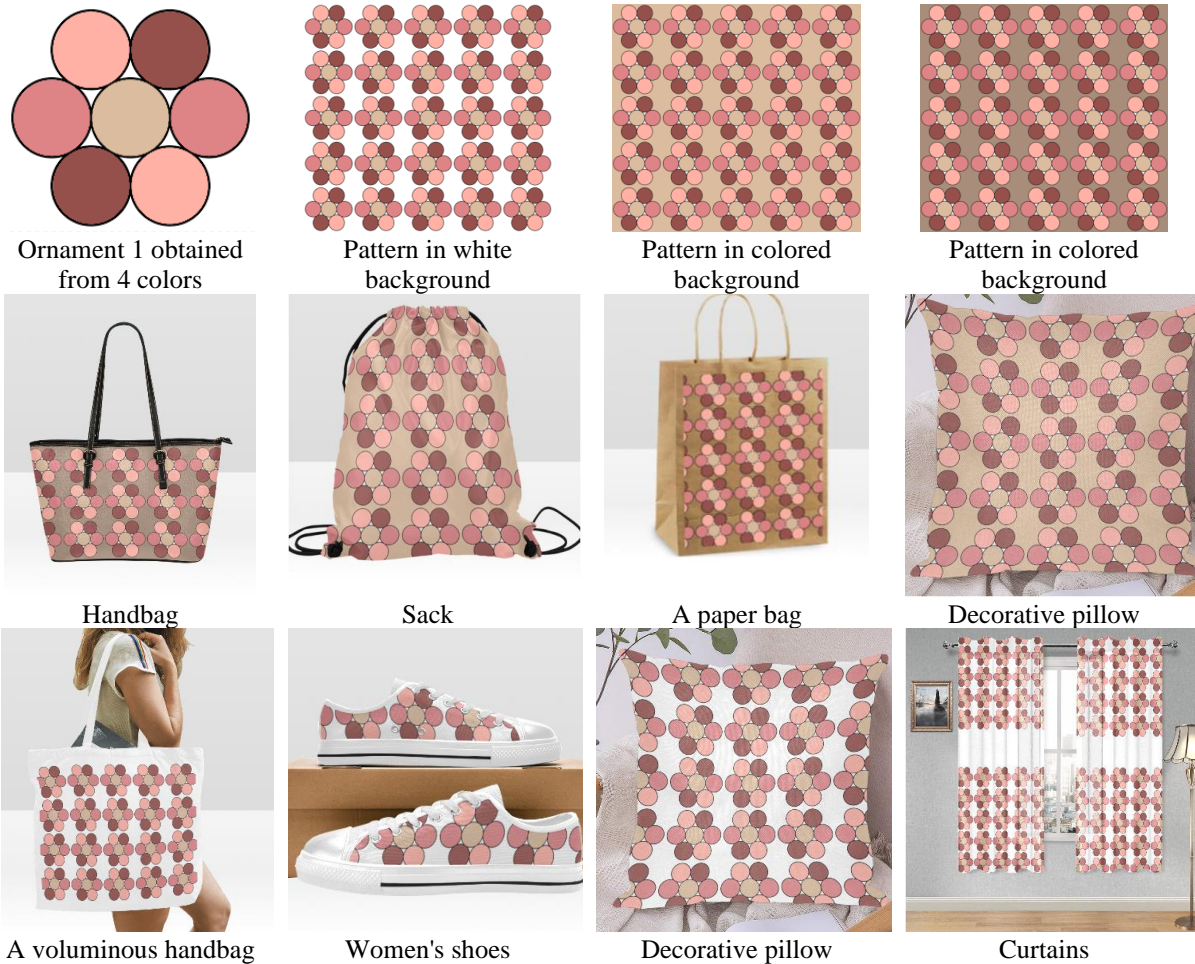 Ornament 1 obtained
from 4 colors
Pattern in white
background
Pattern in colored
background
Pattern in colored
background
Handbag
Sack
A paper bag
Decorative pillow
A voluminous handbag
Women's shoes
Decorative pillow
Curtains